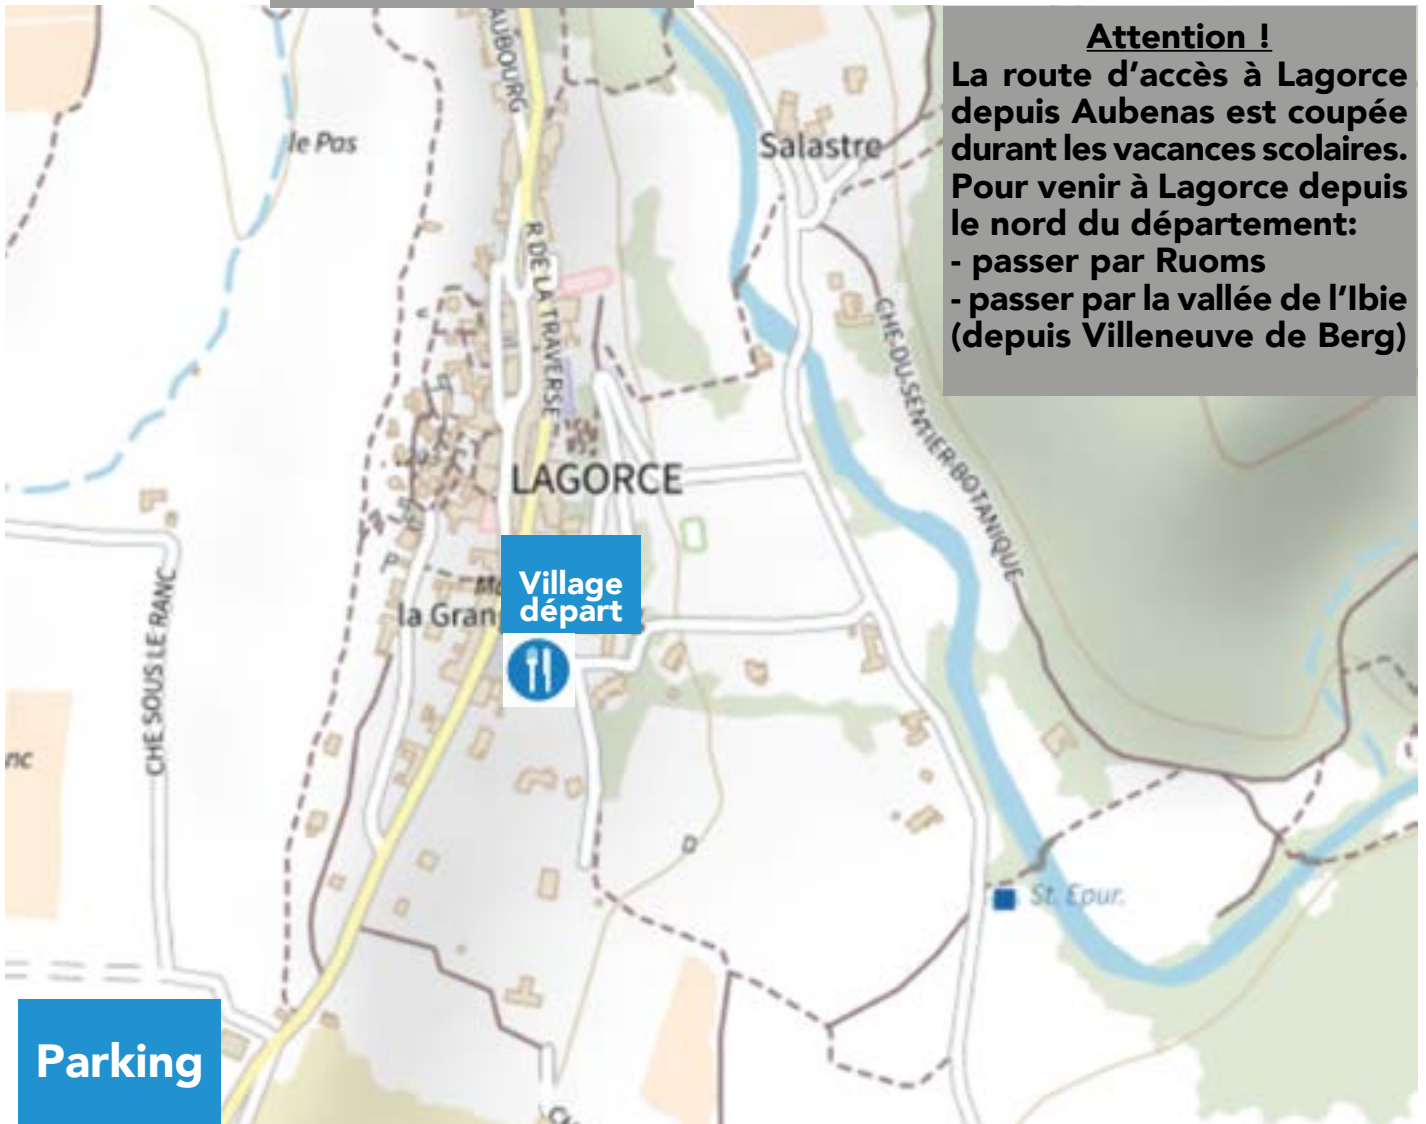 Attention !
La route d’accès à Lagorce
depuis Aubenas est coupée
durant les vacances scolaires.
Pour venir à Lagorce depuis
le nord du département:
- passer par Ruoms
- passer par la vallée de l’Ibie
(depuis Villeneuve de Berg)
AUBOURG
le Pas
Salastre
R DE LA TRAVERSE
CHE-DU-SENTIER-BOTANIQUE
LAGORCE
Village
départ
la Gran
CHE SOUS LE RANC
nc
P
D
St. Epur.
Parking